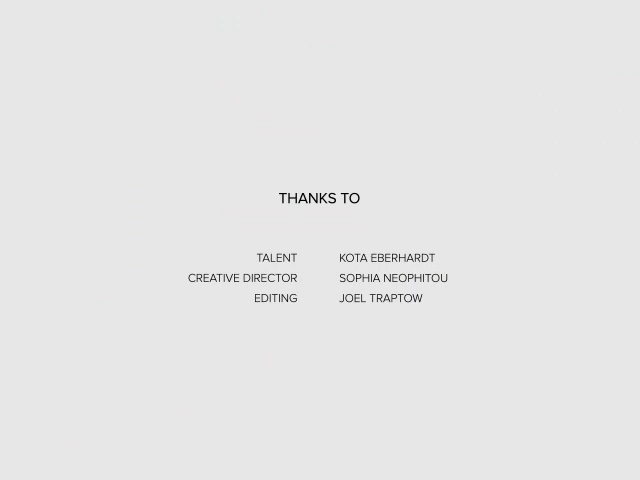 THANKS TO
TALENT KOTA EBERHARDT
CREATIVE DIRECTOR SOPHIA NEOPHITOU
EDITING JOEL TRAPTOW